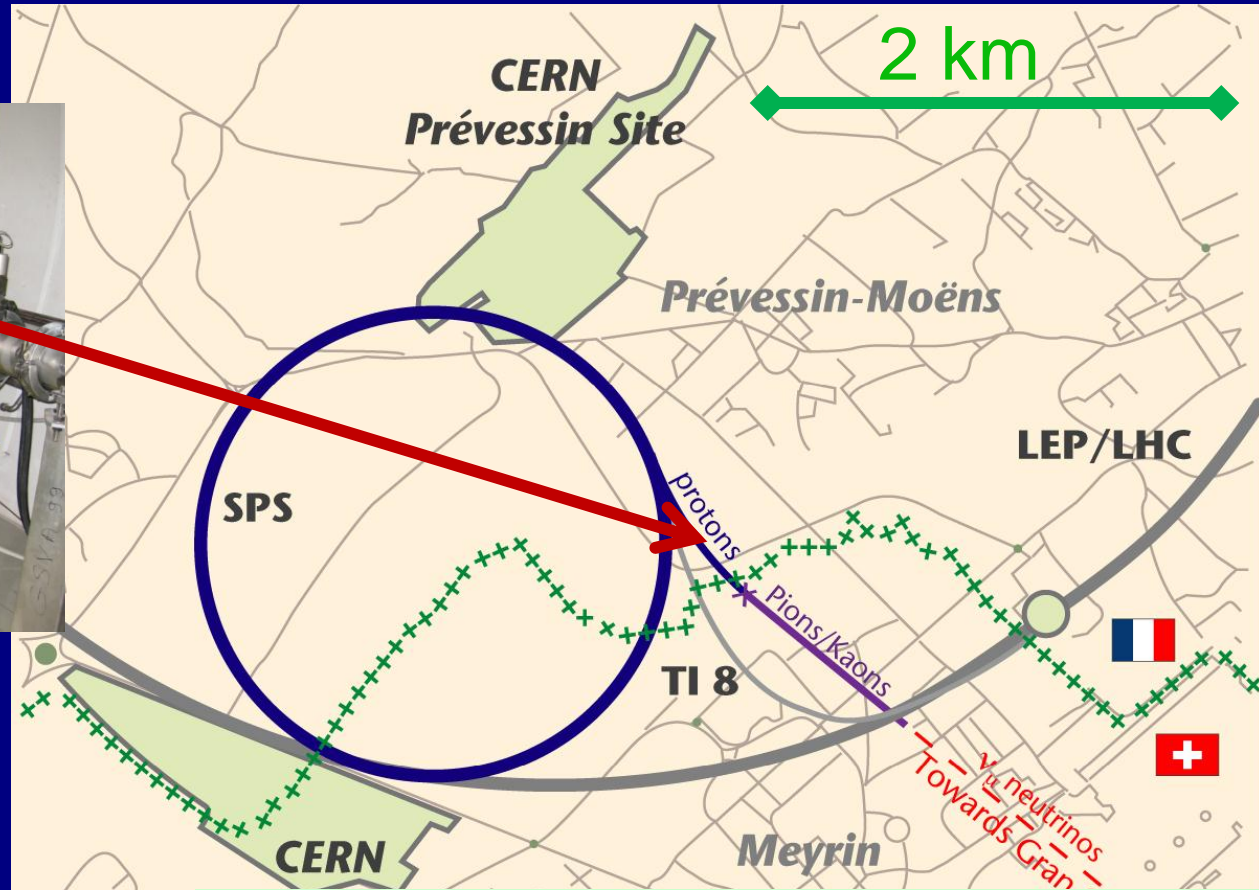 2 km
CERN
Prévessin Site
Prévessin-Moëns
LEP/LHC
SPS
protons
Pions/Kaons
TI 8
νμ neutrinos
Towards Gran
CERN
Meyrin